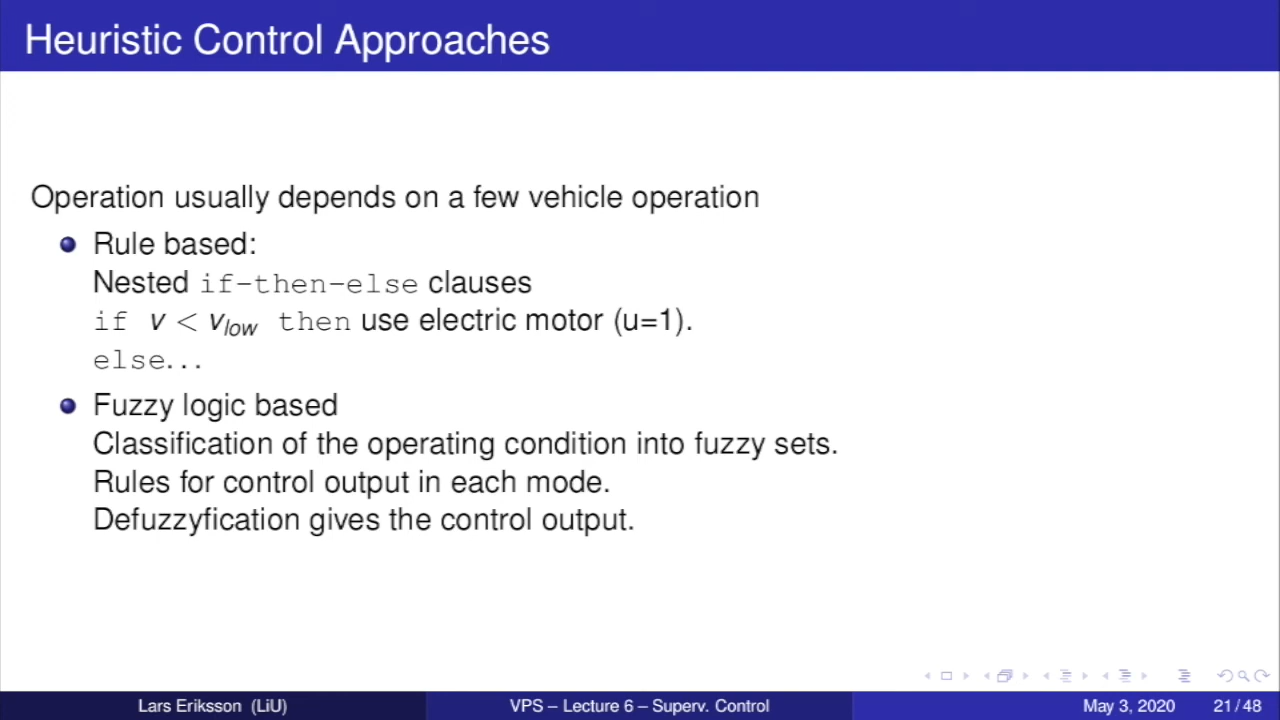 Heuristic Control Approaches
Operation usually depends on a few vehicle operation
Rule based:
Nested if-then-else clauses
if v < vlow then use electric motor (u=1).
else...
Fuzzy logic based
Classification of the operating condition into fuzzy sets.
Rules for control output in each mode.
Defuzzyfication gives the control output.
Lars Eriksson (LiU) VPS – Lecture 6 – Superv. Control May 3, 2020 21 / 48